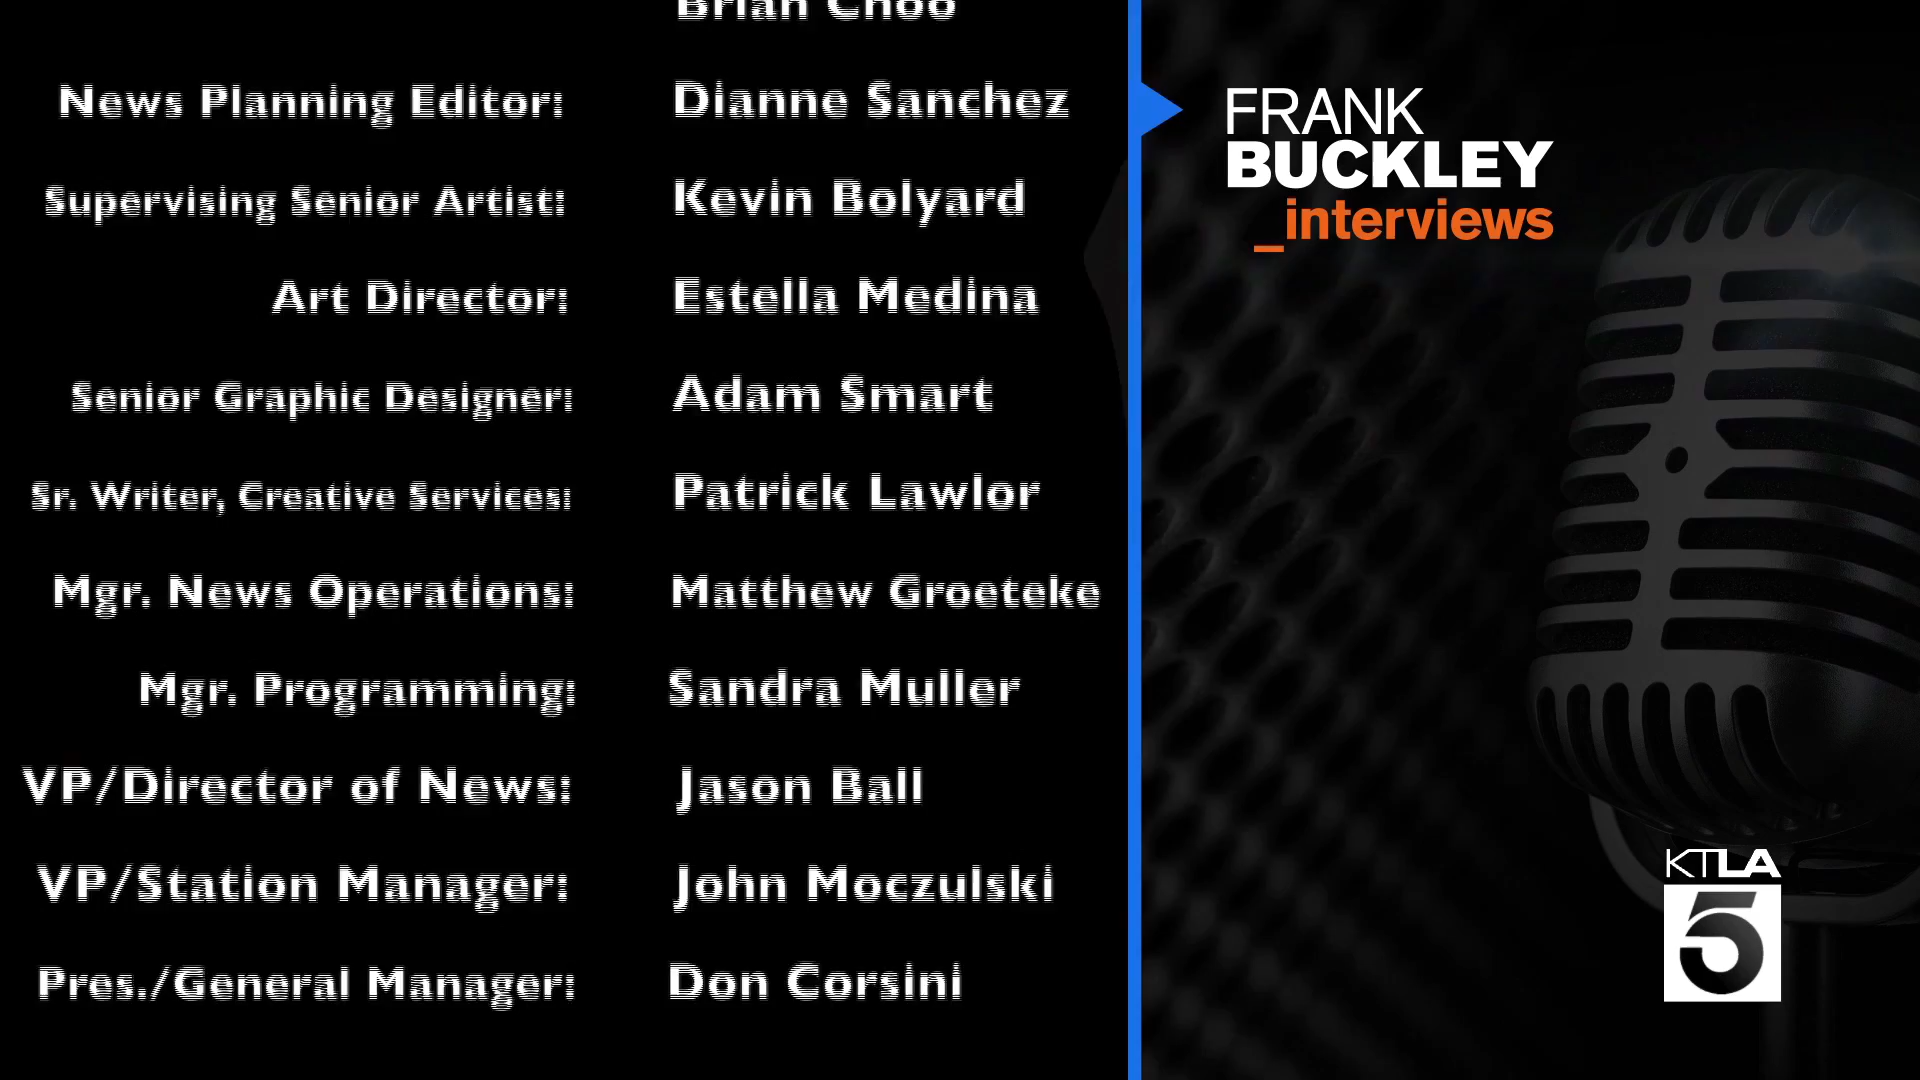 Brian Choo
News Planning Editor: Dianne Sanchez
Supervising Senior Artist: Kevin Bolyard
Art Director: Estella Medina
Senior Graphic Designer: Adam Smart
Sr. Writer, Creative Services: Patrick Lawlor
Mgr. News Operations: Matthew Groeteke
Mgr. Programming: Sandra Muller
VP/Director of News: Jason Ball
VP/Station Manager: John Moczulski
Pres./General Manager: Don Corsini
FRANK
BUCKLEY
_interviews
KTLA
5